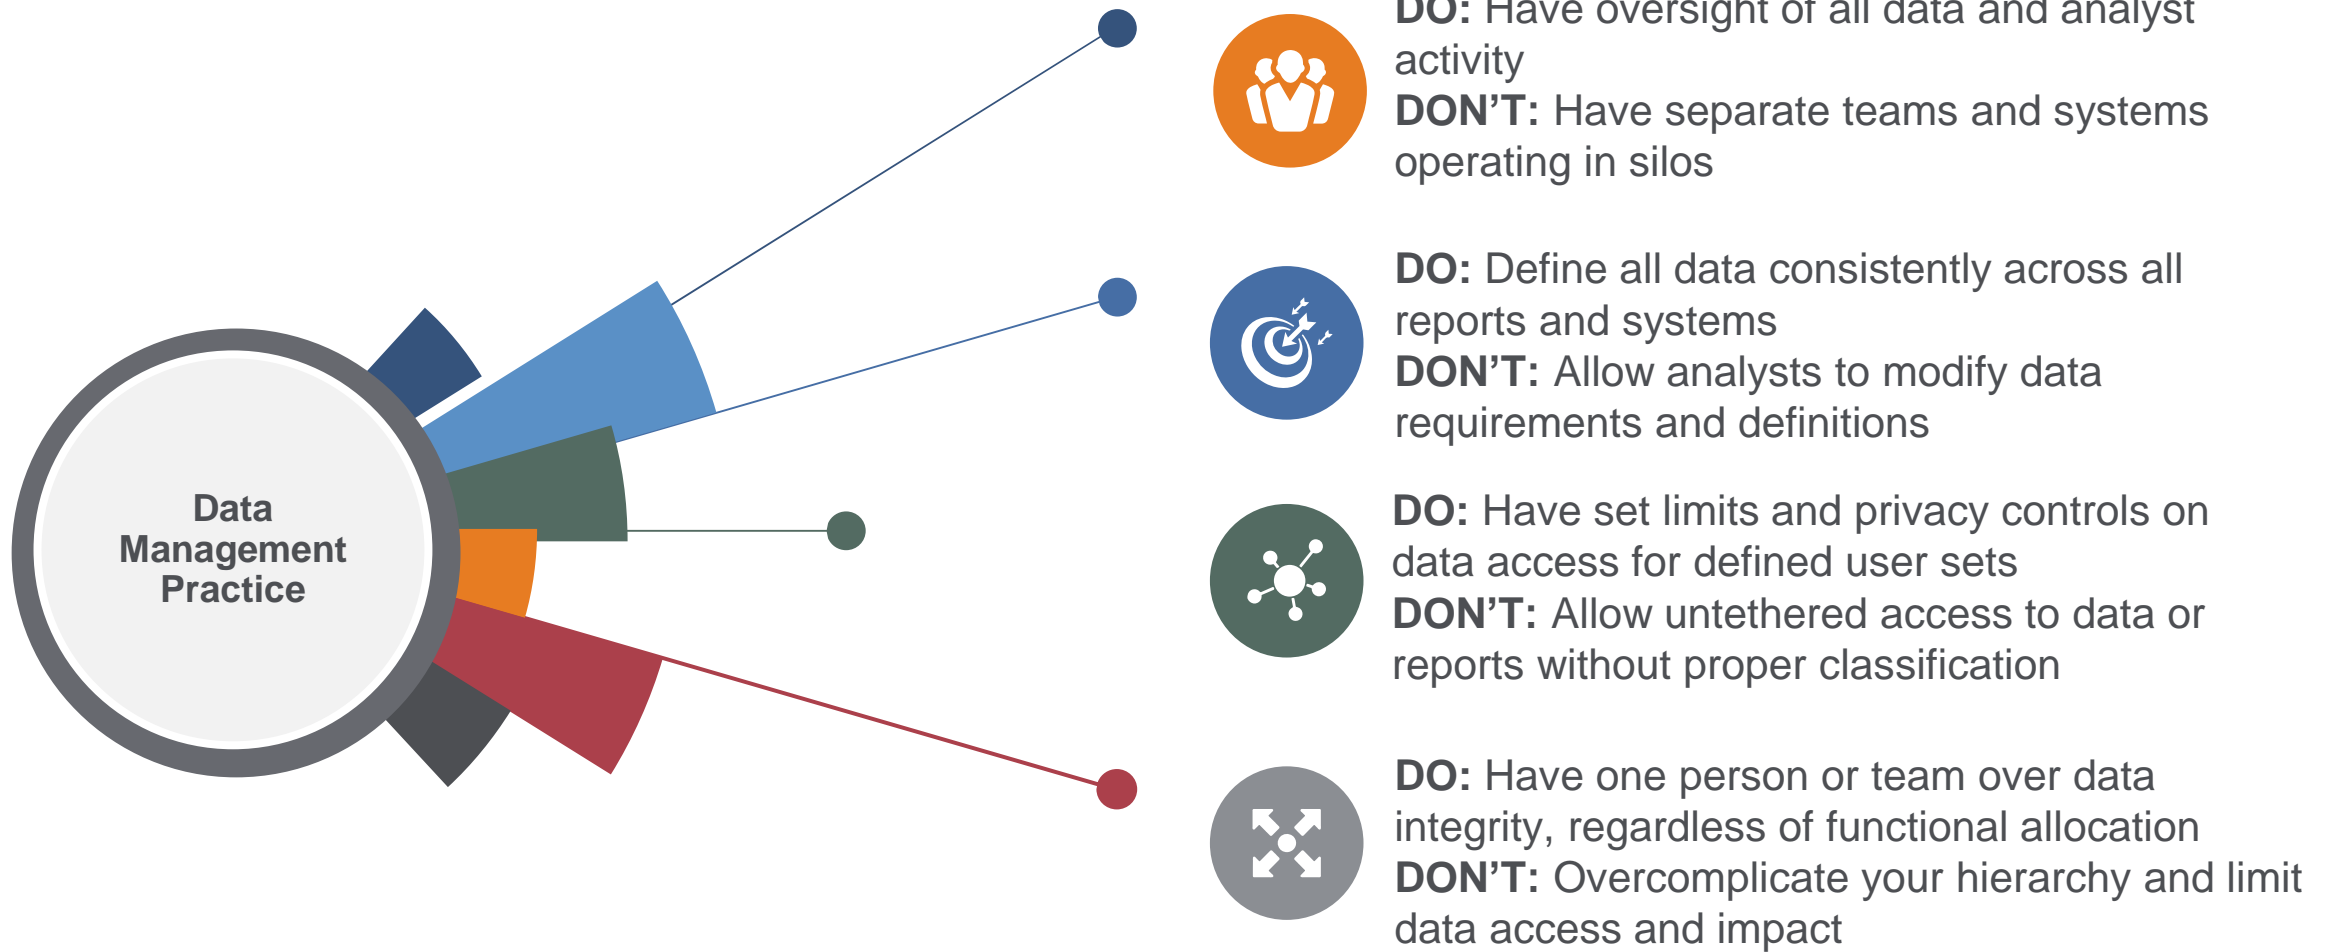 Data
Management
Practice
DO: Have oversight of all data and analyst
activity
DON’T: Have separate teams and systems
operating in silos
DO: Define all data consistently across all
reports and systems
DON’T: Allow analysts to modify data
requirements and definitions
DO: Have set limits and privacy controls on
data access for defined user sets
DON’T: Allow untethered access to data or
reports without proper classification
DO: Have one person or team over data
integrity, regardless of functional allocation
DON’T: Overcomplicate your hierarchy and limit
data access and impact